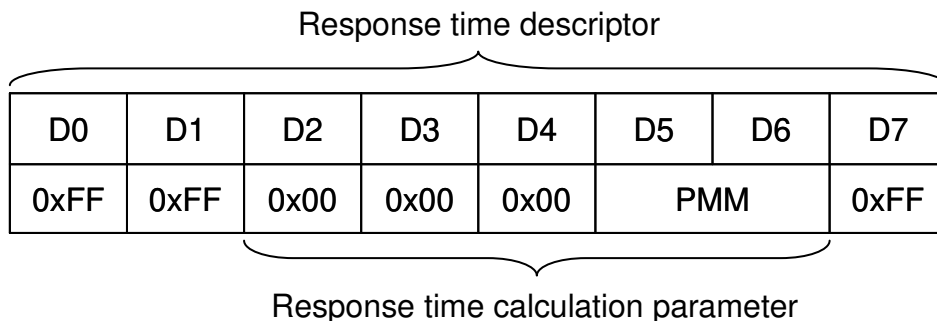 Response time descriptor
D0 D1 D2 D3 D4 D5 D6 D7
0xFF 0xFF 0x00 0x00 0x00 PMM 0xFF
Response time calculation parameter